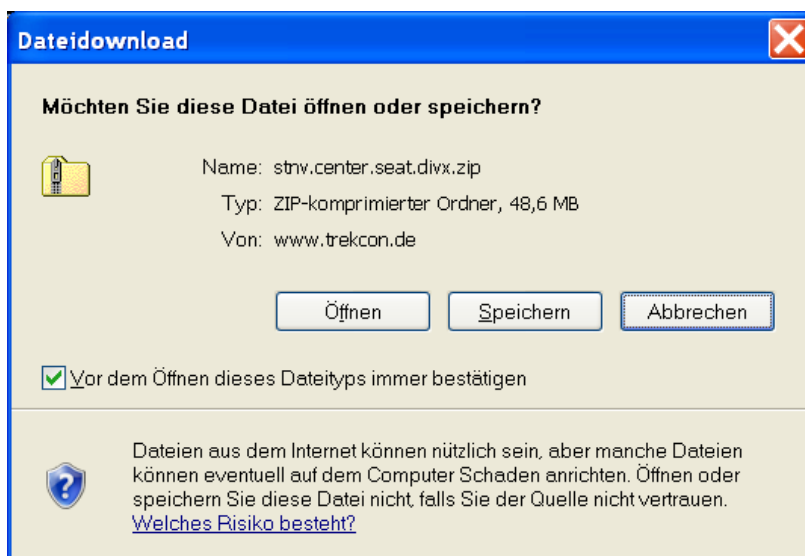 Dateidownload
Möchten Sie diese Datei öffnen oder speichern?
Name: stnv.center.seat.divx.zip
Typ: ZIP-komprimierter Ordner, 48,6 MB
Von: www.trekcon.de
Öffnen Speichern Abbrechen
Vor dem Öffnen dieses Dateityps immer bestätigen
Dateien aus dem Internet können nützlich sein, aber manche Dateien
können eventuell auf dem Computer Schaden anrichten. Öffnen oder
speichern Sie diese Datei nicht, falls Sie der Quelle nicht vertrauen.
Welches Risiko besteht?